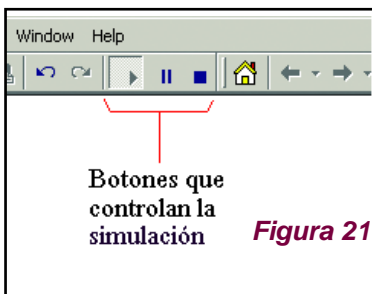 Window Help
Botones que
controlan la
simulación
Figura 21